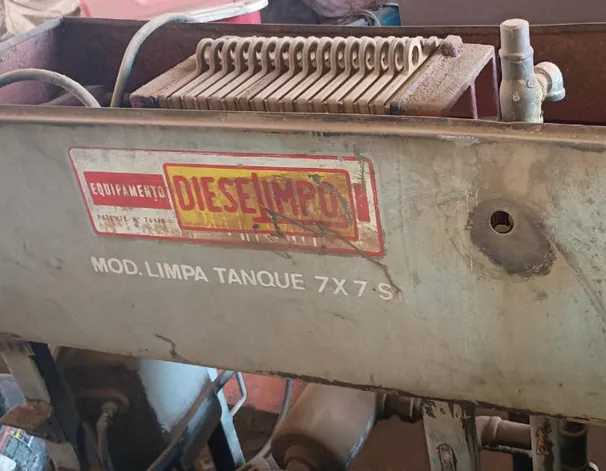 EQUIPAMENTO
DIESELIMPO
MOD. LIMPA TANQUE 7X7 S